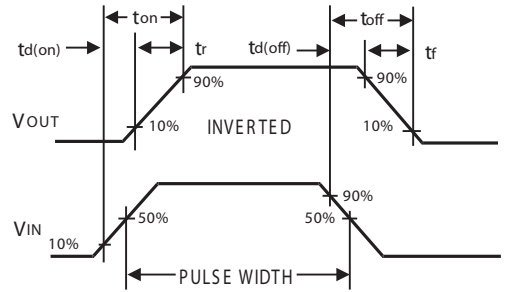 ton
toff
td(on)
tr
td(off)
tf
90%
90%
VOUT
10%
INVERTED
10%
90%
50%
50%
VIN
10%
PULSE WIDTH